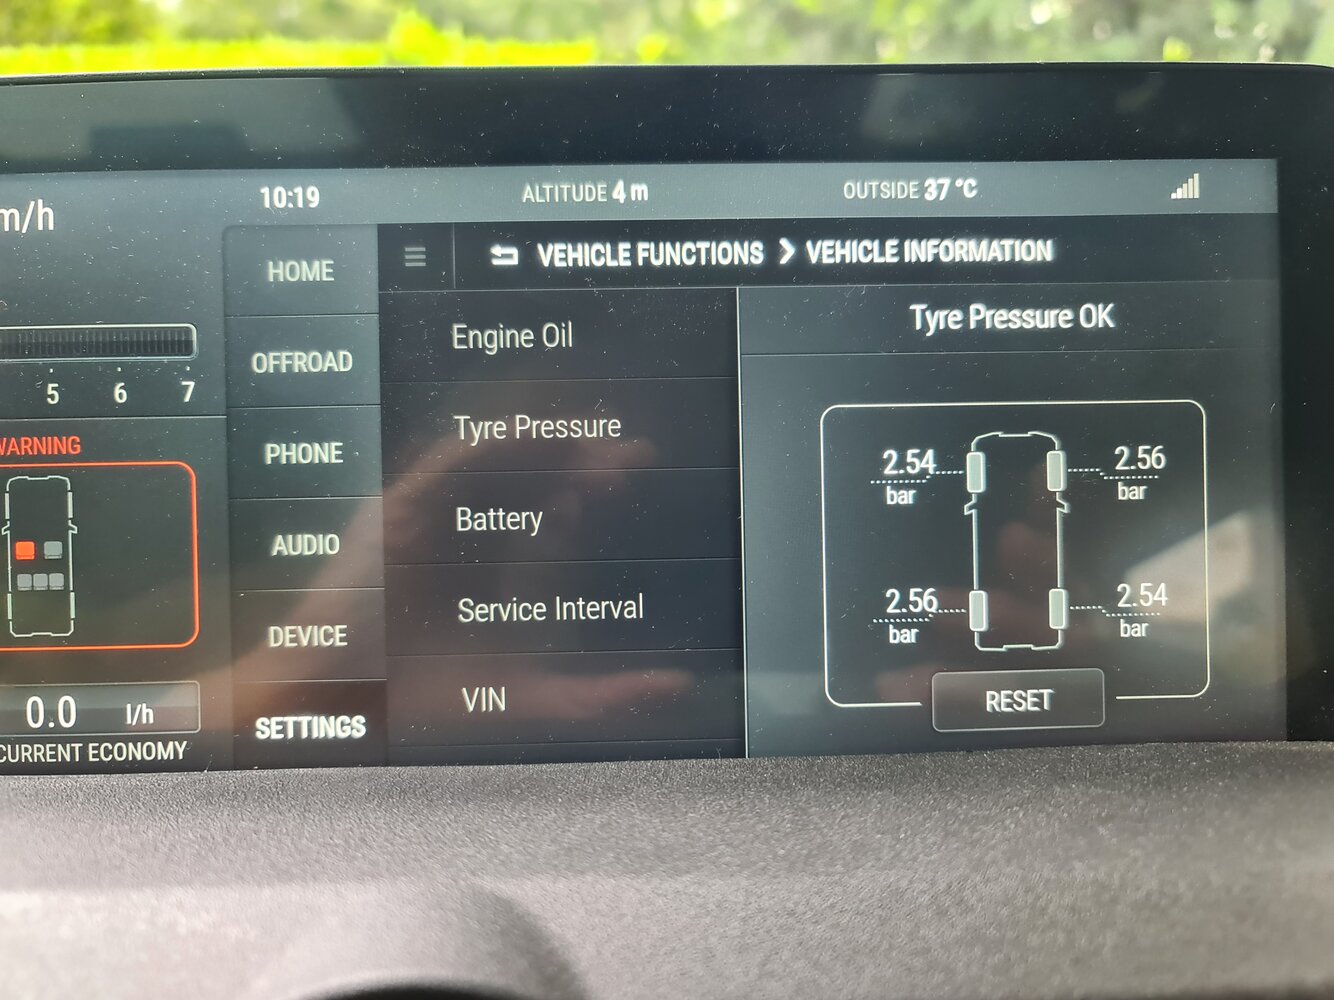 m/h
10:19
ALTITUDE 4 m
OUTSIDE 37 °C
HOME
OFFROAD
PHONE
AUDIO
DEVICE
SETTINGS
VEHICLE FUNCTIONS > VEHICLE INFORMATION
Engine Oil
Tyre Pressure
Battery
Service Interval
VIN
Tyre Pressure OK
2.54 bar
2.56 bar
2.56 bar
2.54 bar
RESET
5 6 7
WARNING
0.0 l/h
CURRENT ECONOMY